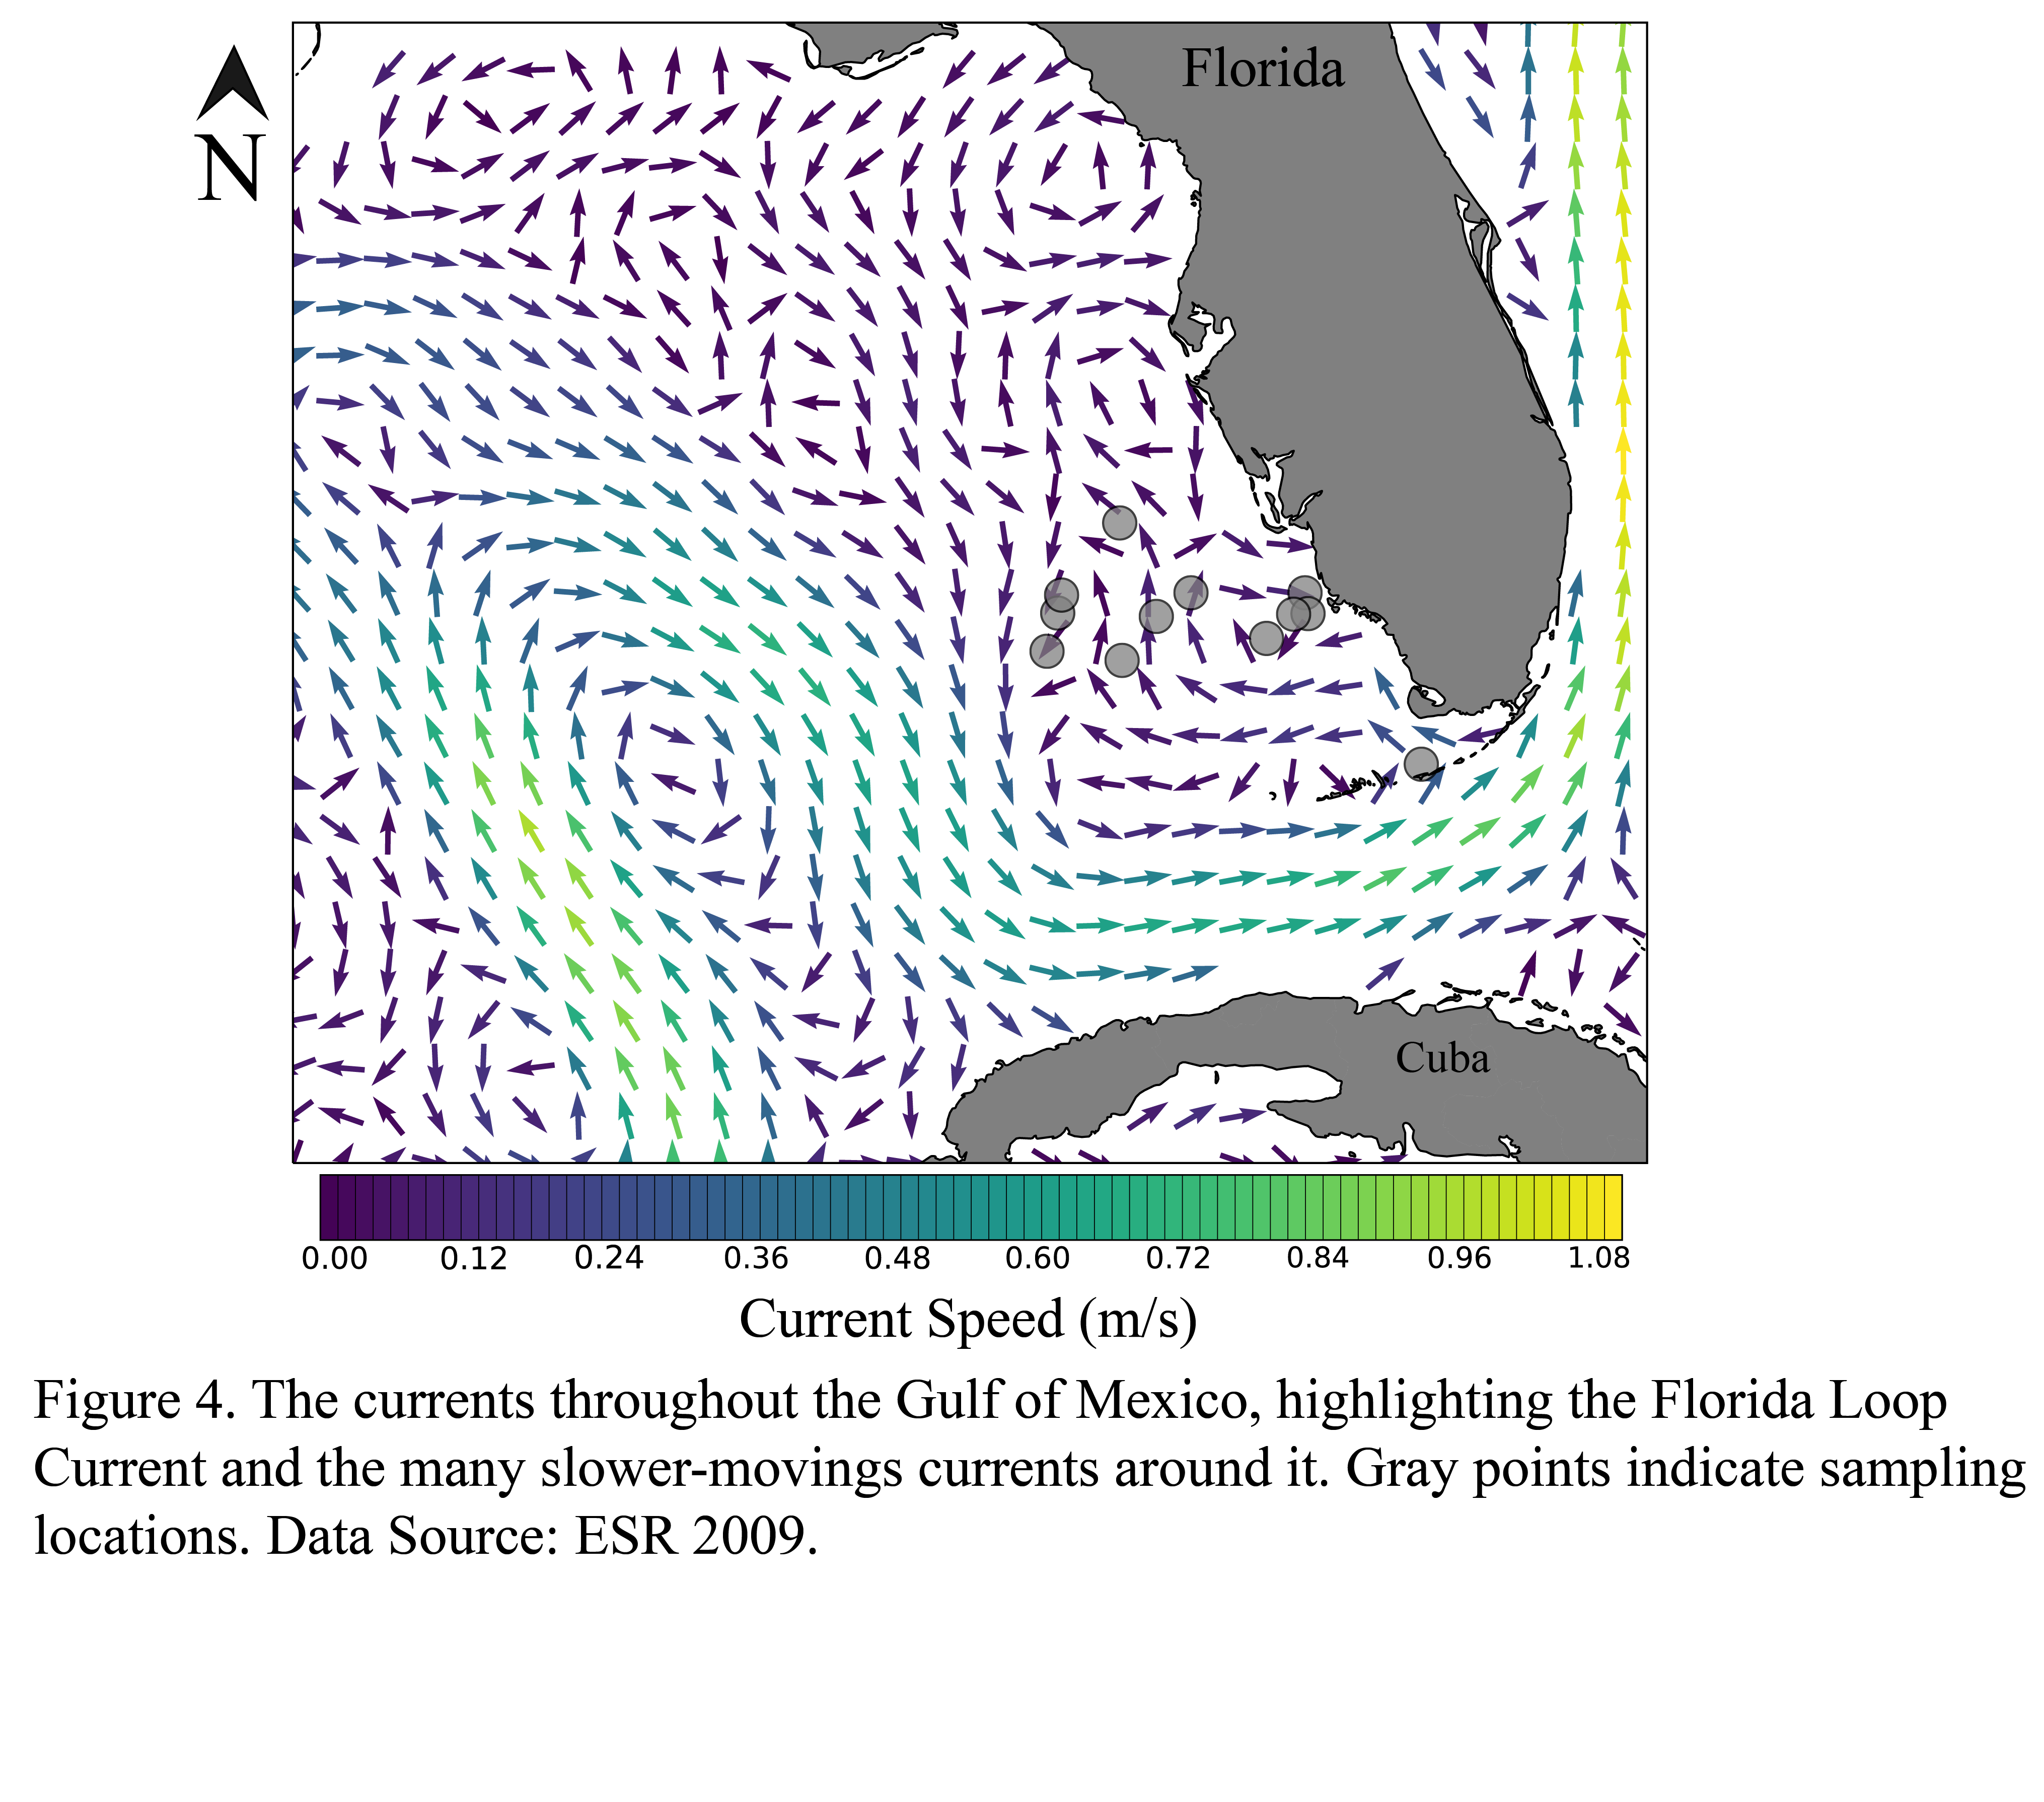 Florida
N
Cuba
0.00 0.12 0.24 0.36 0.48 0.60 0.72 0.84 0.96 1.08
Current Speed (m/s)
Figure 4. The currents throughout the Gulf of Mexico, highlighting the Florida Loop
Current and the many slower-movings currents around it. Gray points indicate sampling
locations. Data Source: ESR 2009.